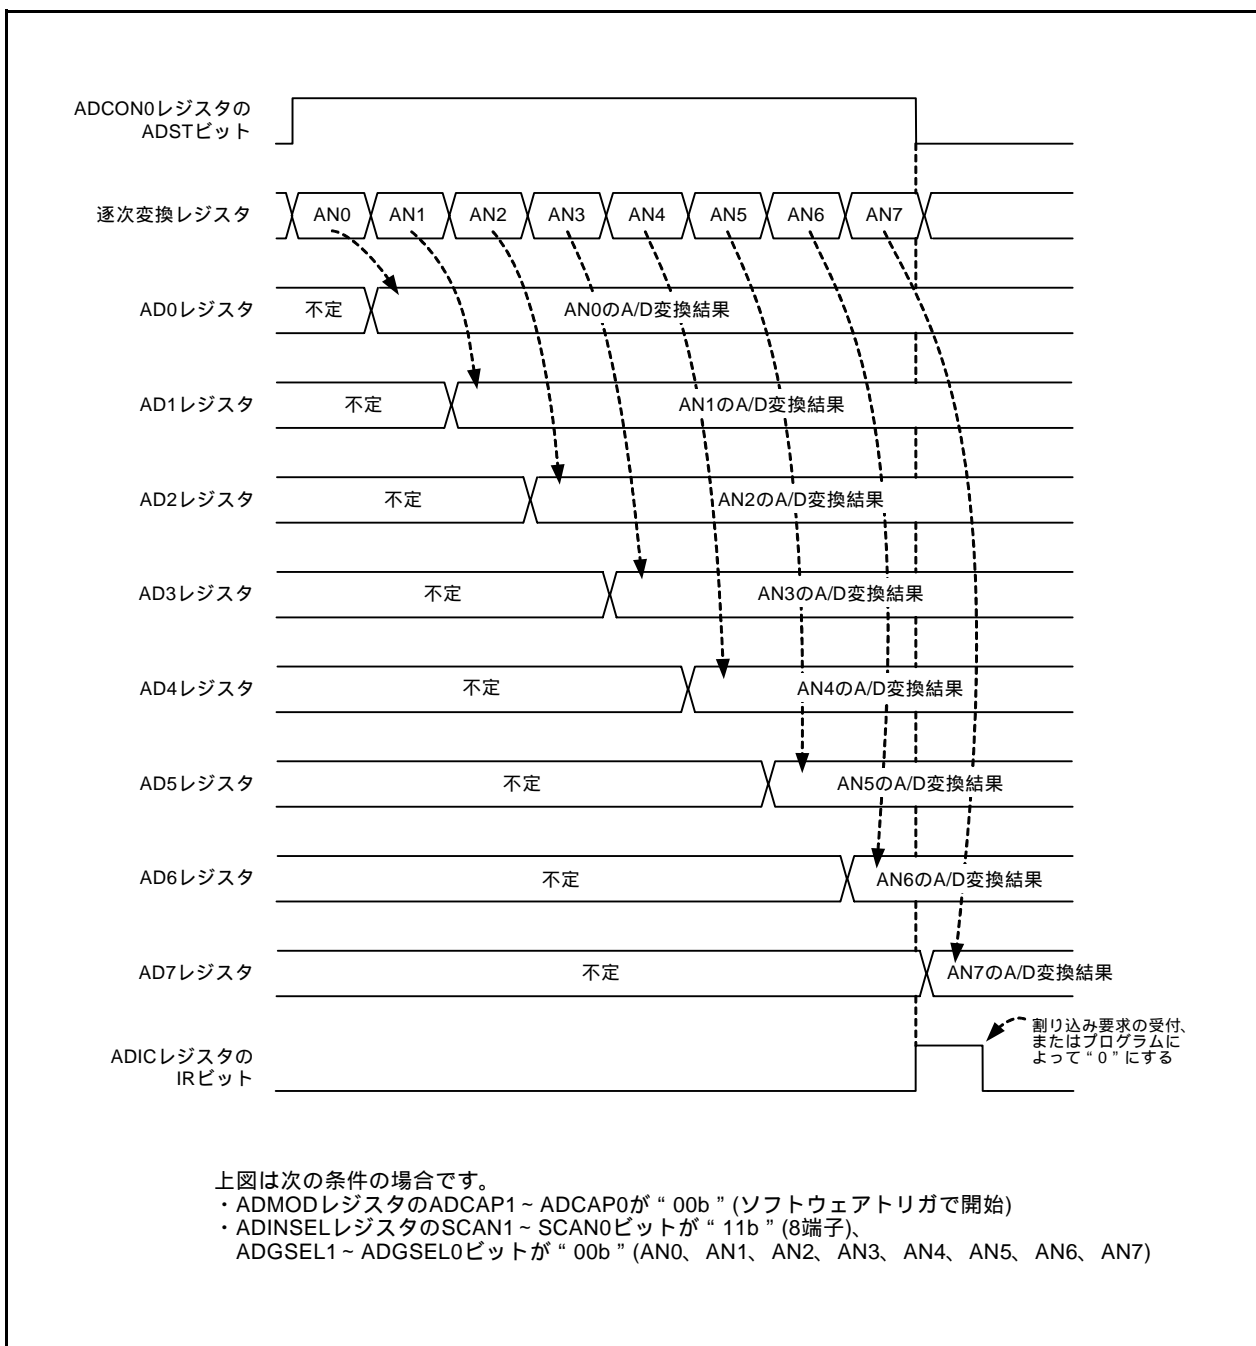 ADCON0レジスタの
ADSTビット
逐次変換レジスタ
AN0 AN1 AN2 AN3 AN4 AN5 AN6 AN7
AD0レジスタ 不定 AN0のA/D変換結果
AD1レジスタ 不定 AN1のA/D変換結果
AD2レジスタ 不定 AN2のA/D変換結果
AD3レジスタ 不定 AN3のA/D変換結果
AD4レジスタ 不定 AN4のA/D変換結果
AD5レジスタ 不定 AN5のA/D変換結果
AD6レジスタ 不定 AN6のA/D変換結果
AD7レジスタ 不定 AN7のA/D変換結果
ADICレジスタの
IRビット
割り込み要求の受付、
またはプログラムに
よって“0”にする
上図は次の条件の場合です。
・ADMODレジスタのADCAP1~ADCAP0が“00b”(ソフトウェアトリガで開始)
・ADINSELレジスタのSCAN1~SCAN0ビットが“11b”(8端子)、
ADGSEL1~ADGSEL0ビットが“00b”(AN0、AN1、AN2、AN3、AN4、AN5、AN6、AN7)